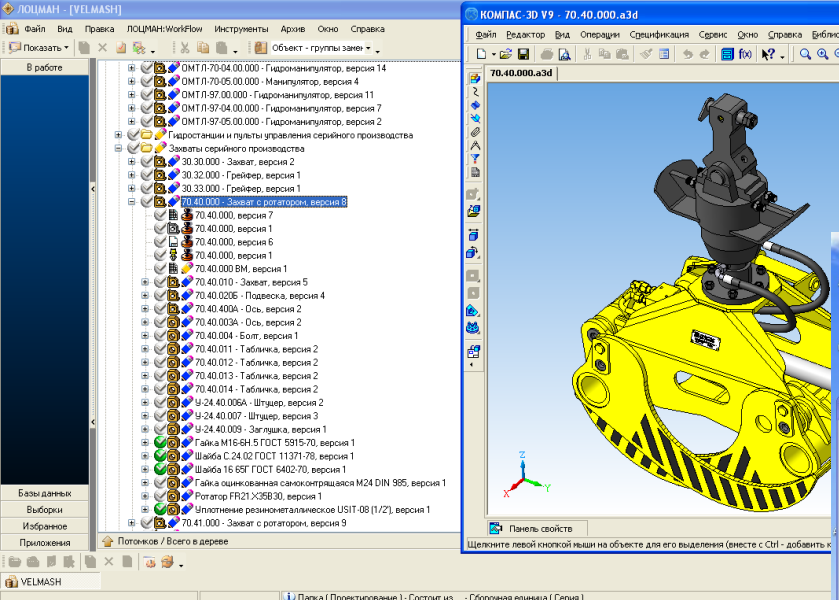 ЛОЦМАН - [VELMASH]
Файл Вид Правка ЛОЦМАН:WorkFlow Инструменты Архив Окно Справка
Показать Объект - группы замен
В работе
ОМТЛ-70-04.00.000 - Гидроманипулятор, версия 14
ОМТЛ-70-05.00.000 - Манипулятор, версия 4
ОМТЛ-97.00.000 - Гидроманипулятор, версия 11
ОМТЛ-97-04.00.000 - Гидроманипулятор, версия 7
ОМТЛ-97-05.00.000 - Гидроманипулятор, версия 2
Гидростанции и пульты управления серийного производства
Захваты серийного производства
30.30.000 - Захват, версия 2
30.32.000 - Грейфер, версия 1
30.33.000 - Грейфер, версия 1
70.40.000 - Захват с ротатором, версия 8
70.40.000, версия 7
70.40.000, версия 1
70.40.000, версия 6
70.40.000, версия 1
70.40.000 ВМ, версия 1
70.40.010 - Захват, версия 5
70.40.020Б - Подвеска, версия 4
70.40.400А - Ось, версия 2
70.40.003А - Ось, версия 2
70.40.004 - Болт, версия 1
70.40.011 - Табличка, версия 2
70.40.012 - Табличка, версия 2
70.40.013 - Табличка, версия 2
70.40.014 - Табличка, версия 2
У-24.40.006А - Штуцер, версия 2
У-24.40.007 - Штуцер, версия 3
У-24.40.009 - Заглушка, версия 1
Гайка М16-6Н.5 ГОСТ 5915-70, версия 1
Шайба С.24.02 ГОСТ 11371-78, версия 1
Шайба 16 65Г ГОСТ 6402-70, версия 1
Гайка оцинкованная самоконтрящаяся М24 DIN 985, версия 1
Ротатор FR21.X35B30, версия 1
Уплотнение резинометаллическое USIT-08 (1/2'), версия 1
70.41.000 - Захват с ротатором, версия 9
Базы данных
Выборки
Избранное
Приложения
Потомков / Всего в дереве
VELMASH
Папка ( Проектирование ) - Состоит из... - Сборочная единица ( Серия )
КОМПАС-3D V9 - 70.40.000.a3d
Файл Редактор Вид Операции Спецификация Сервис Окно Справка Библио
f(x)
70.40.000.a3d
Z
X
Y
Панель свойств
Щелкните левой кнопкой мыши на объекте для его выделения (вместе с Ctrl - добавить к